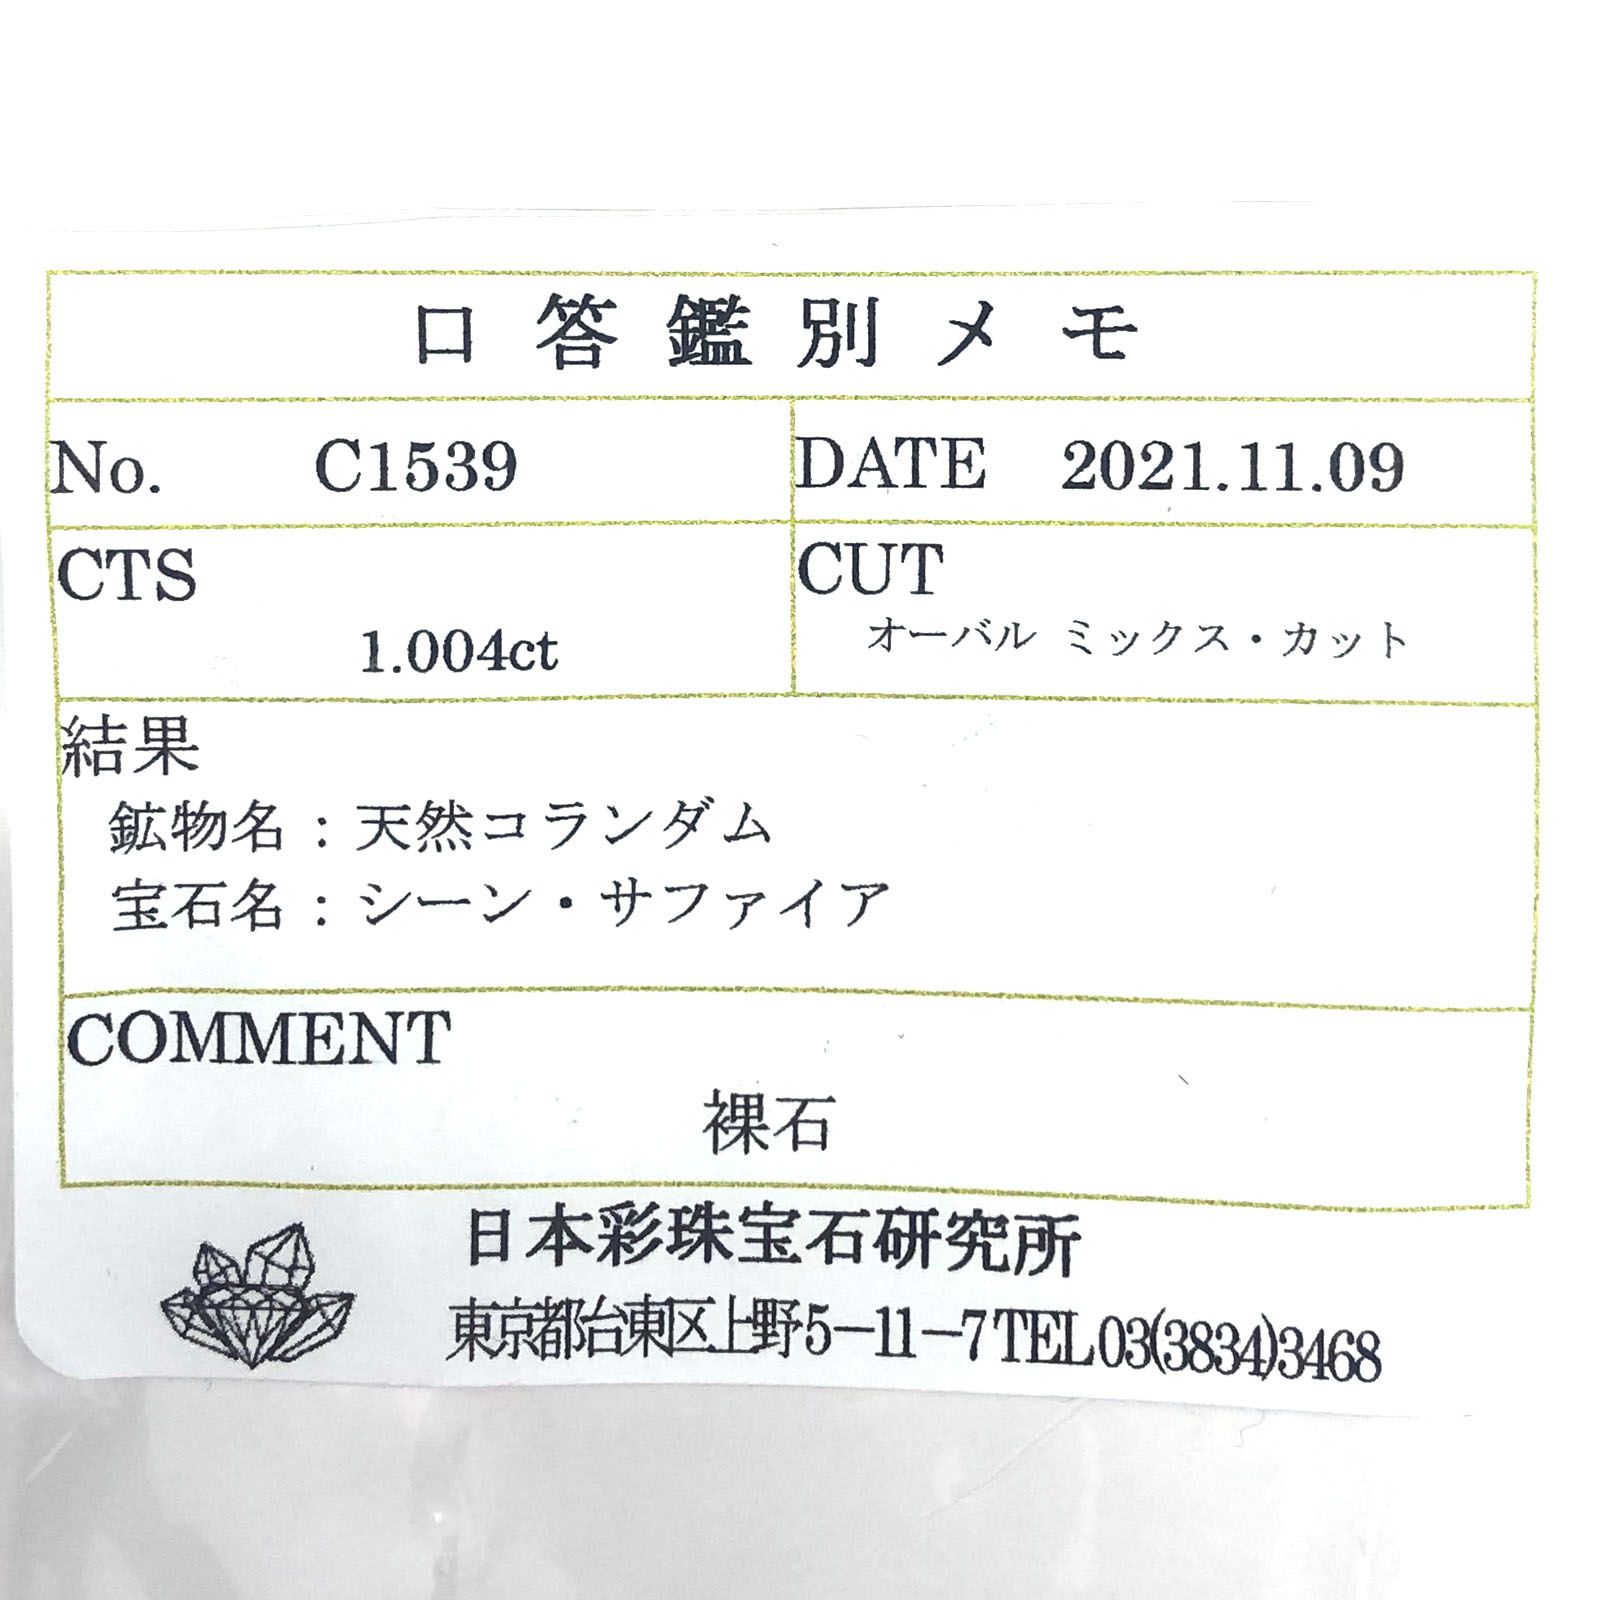 口答鑑別メモ
No. C1539 DATE 2021.11.09
CTS CUT
1.004ct オーバル ミックス・カット
結果
鉱物名：天然コランダム
宝石名：シーン・サファイア
COMMENT
裸石
日本彩珠宝石研究所
東京都台東区上野5－11－7 TEL 03(3834)3468